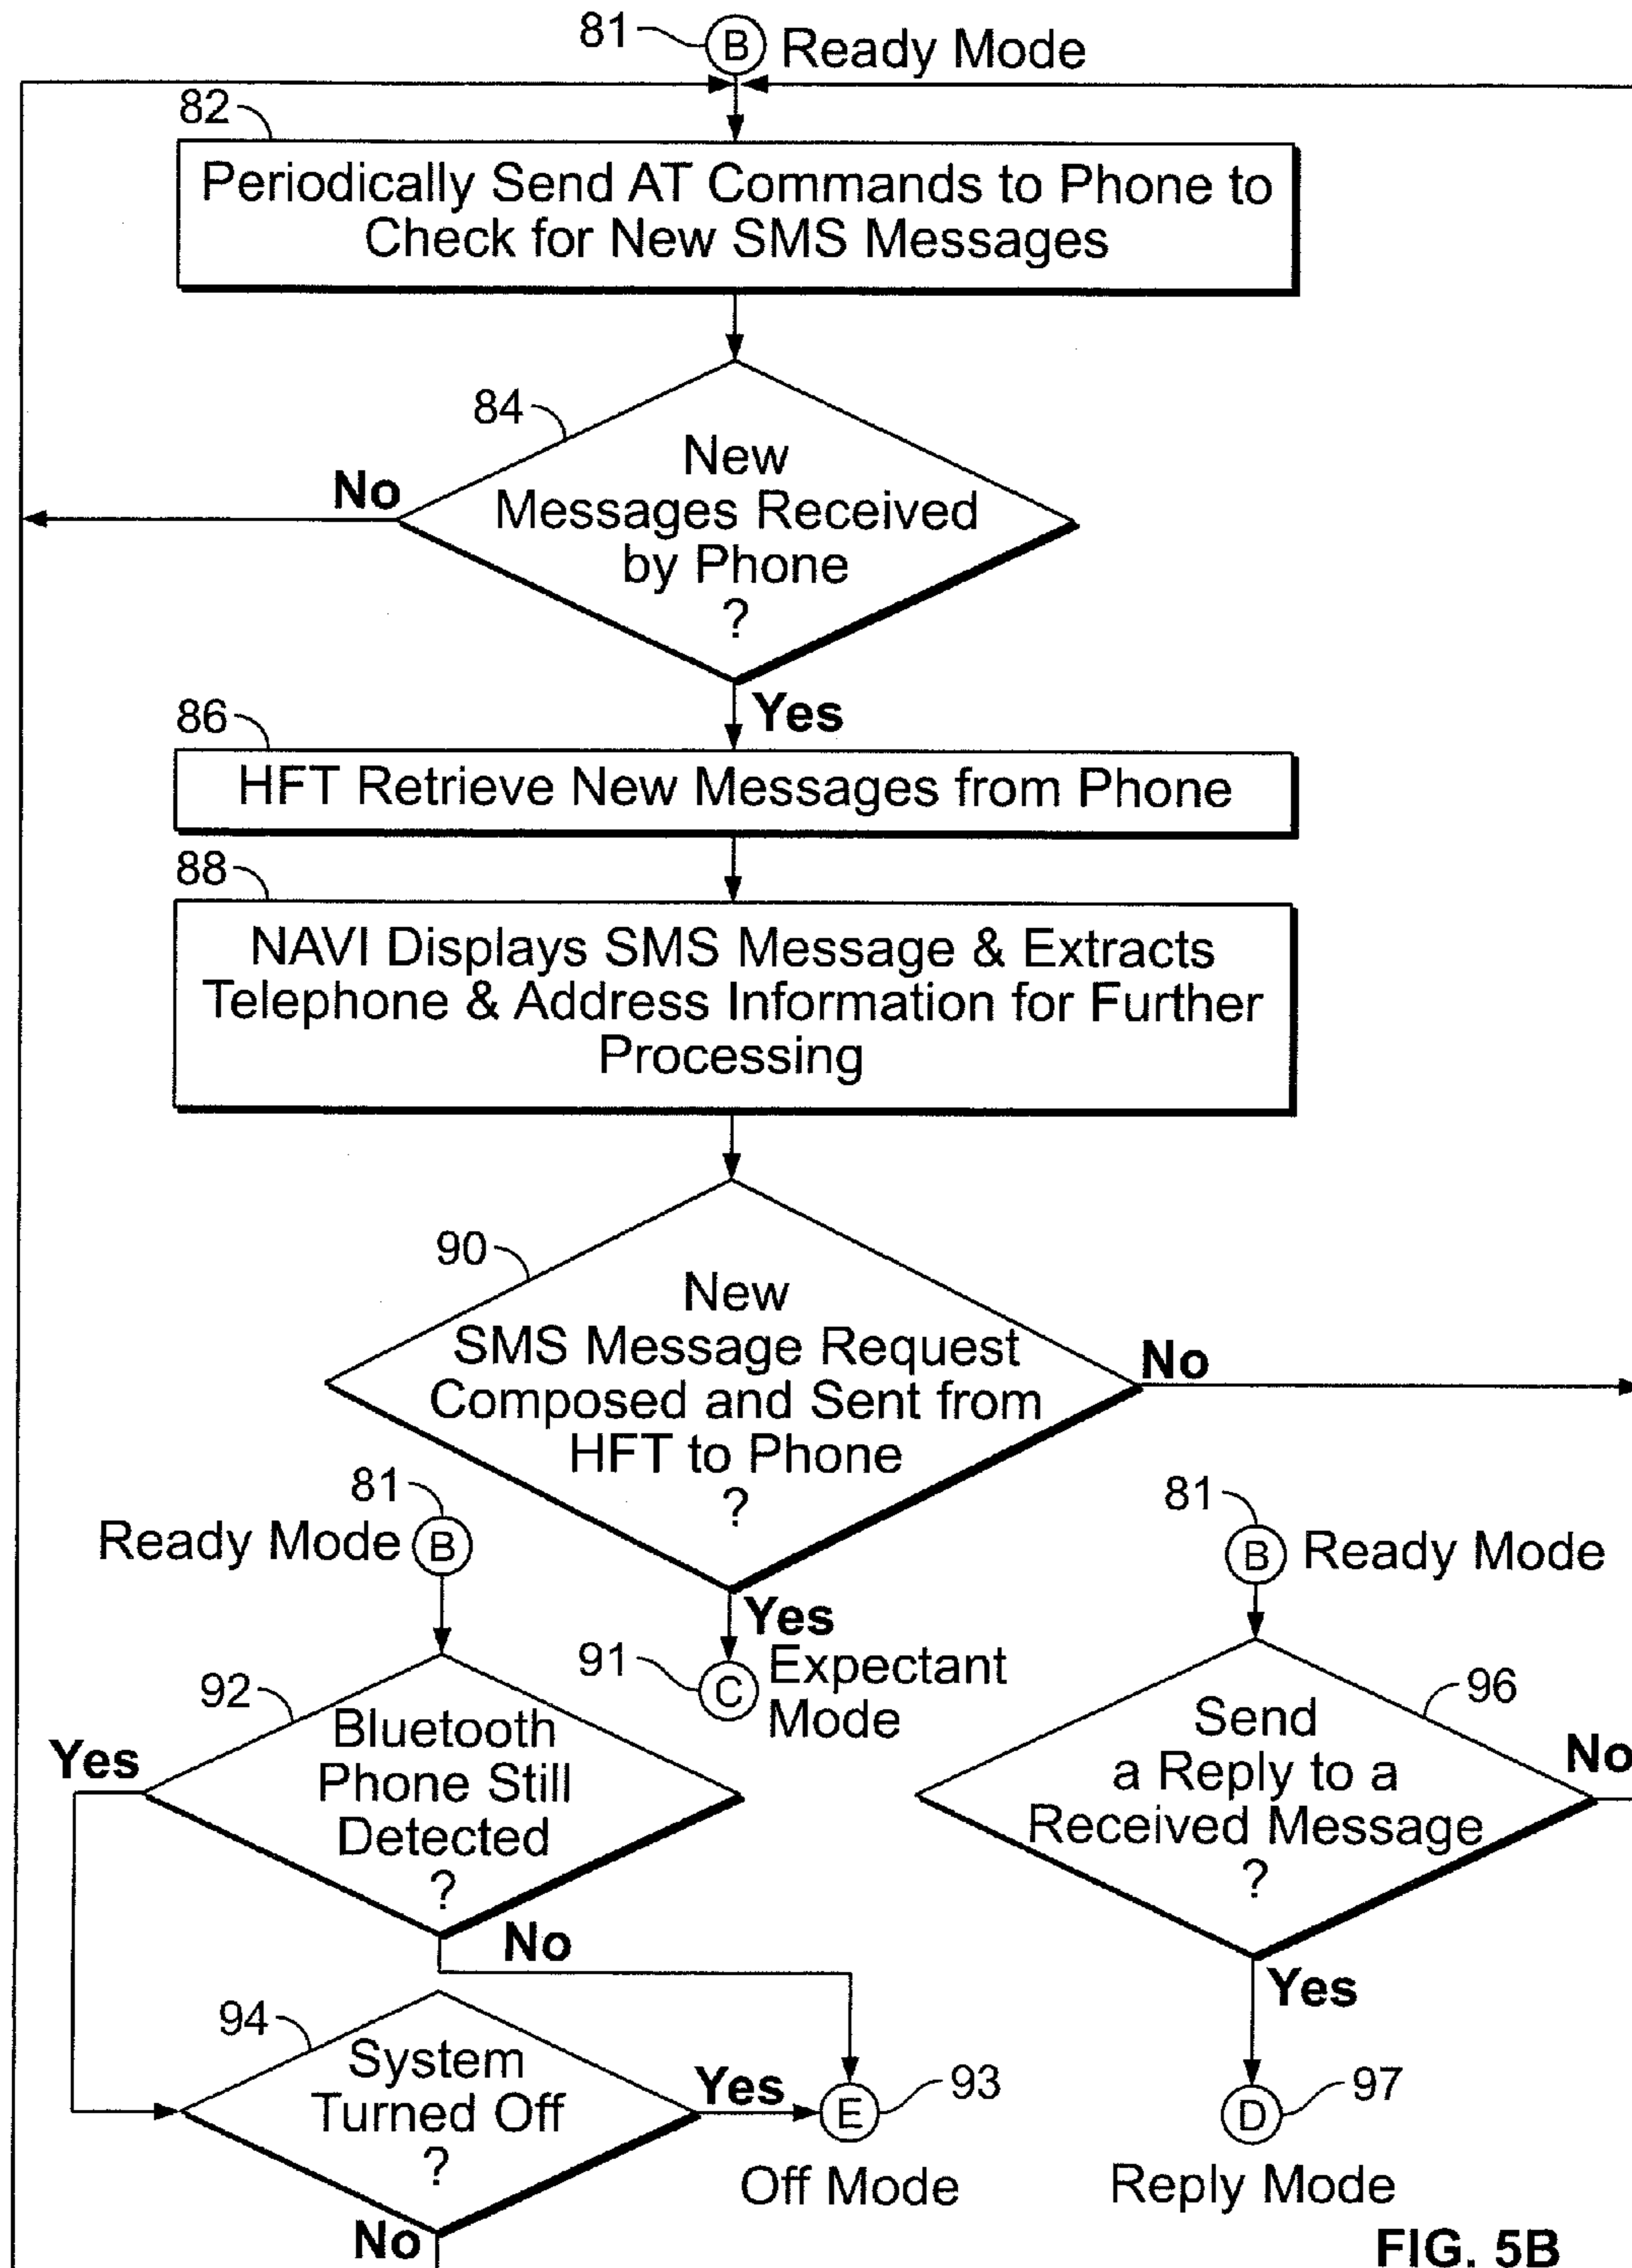 81 B Ready Mode
82
Periodically Send AT Commands to Phone to
Check for New SMS Messages
84
New
Messages Received
by Phone
?
No
Yes
86
HFT Retrieve New Messages from Phone
88
NAVI Displays SMS Message & Extracts
Telephone & Address Information for Further
Processing
90
New
SMS Message Request
Composed and Sent from
HFT to Phone
?
No
Yes
91 C Expectant
Mode
81
Ready Mode B
92
Bluetooth
Phone Still
Detected
?
Yes
No
94
System
Turned Off
?
Yes
E 93
Off Mode
No
81
B Ready Mode
96
Send
a Reply to a
Received Message
?
No
Yes
D 97
Reply Mode
FIG. 5B